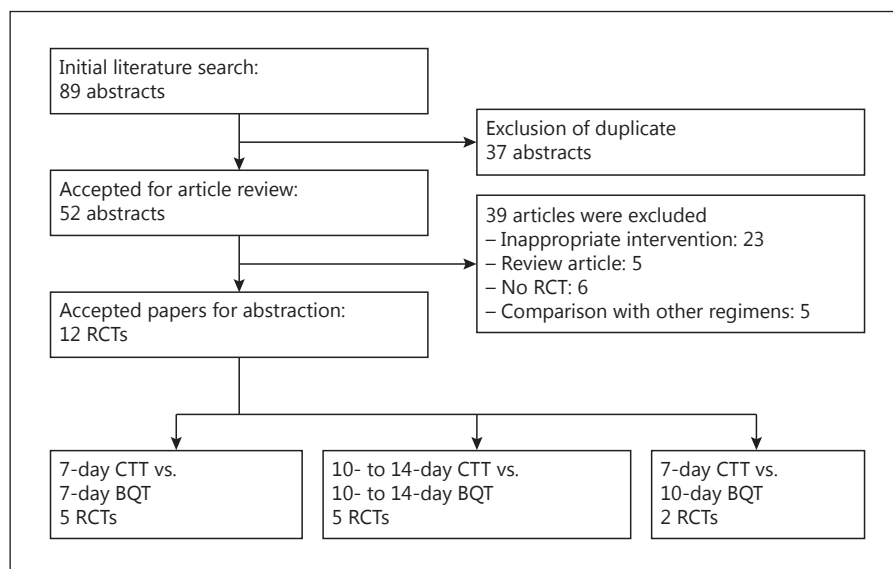 Initial literature search:
89 abstracts
Exclusion of duplicate
37 abstracts
Accepted for article review:
52 abstracts
39 articles were excluded
– Inappropriate intervention: 23
– Review article: 5
– No RCT: 6
– Comparison with other regimens: 5
Accepted papers for abstraction:
12 RCTs
7-day CTT vs.
7-day BQT
5 RCTs
10- to 14-day CTT vs.
10- to 14-day BQT
5 RCTs
7-day CTT vs.
10-day BQT
2 RCTs